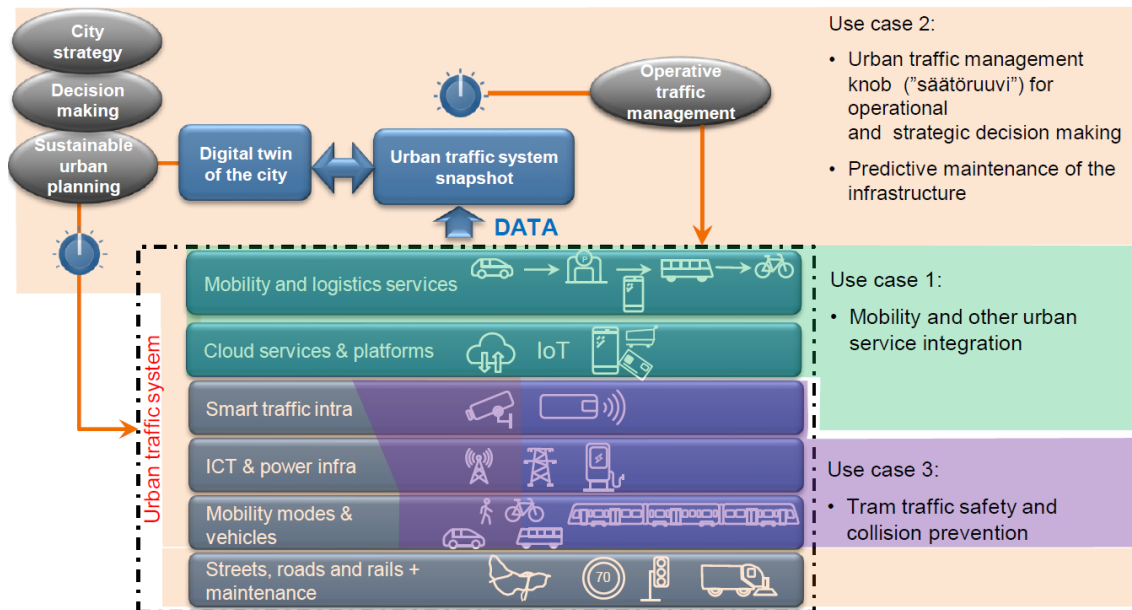 City
strategy
Decision
making
Sustainable
urban
planning
Digital twin
of the city
Urban traffic system
snapshot
Operative
traffic
management
DATA
Use case 2:
• Urban traffic management
knob ("säätöruuvi") for
operational
and strategic decision making
• Predictive maintenance of the
infrastructure
Urban traffic system
Mobility and logistics services
P
Cloud services & platforms
IoT
Smart traffic intra
ICT & power infra
Mobility modes &
vehicles
Streets, roads and rails +
maintenance
70
Use case 1:
• Mobility and other urban
service integration
Use case 3:
• Tram traffic safety and
collision prevention